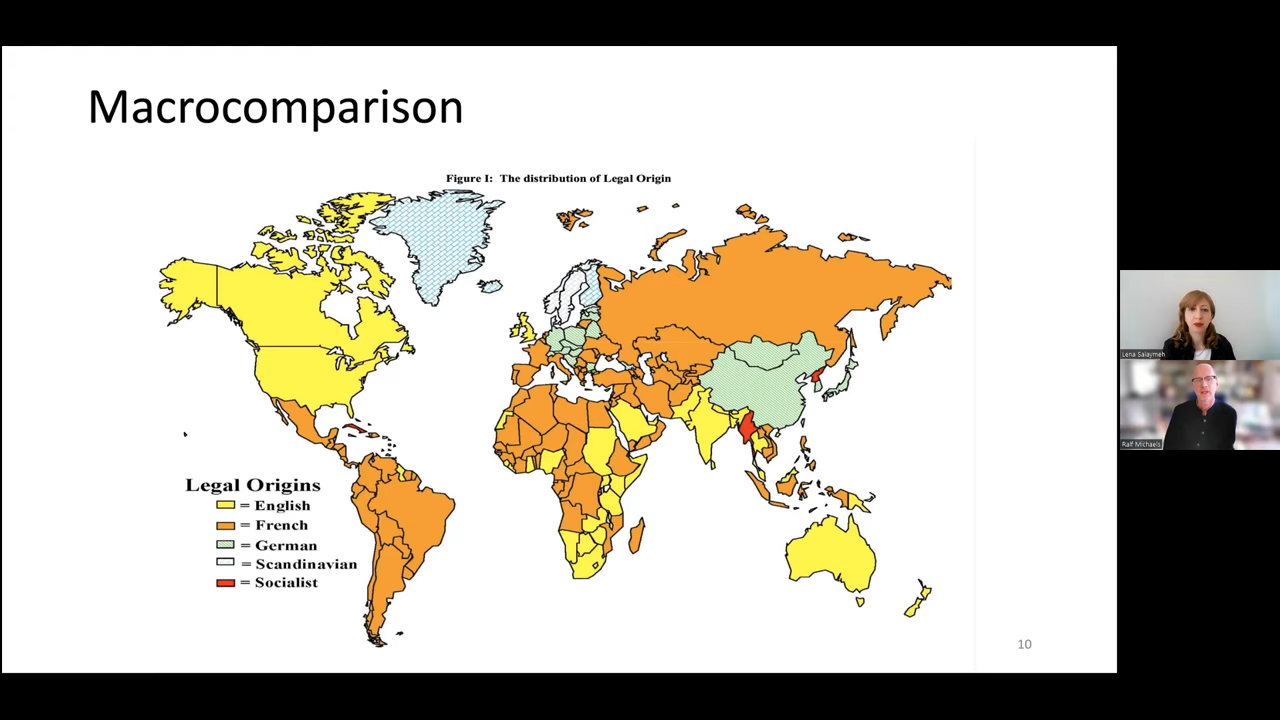 Macrocomparison
Figure I: The distribution of Legal Origin
Legal Origins
= English
= French
= German
= Scandinavian
= Socialist
10
Lena Salaymeh
Ralf Michaels